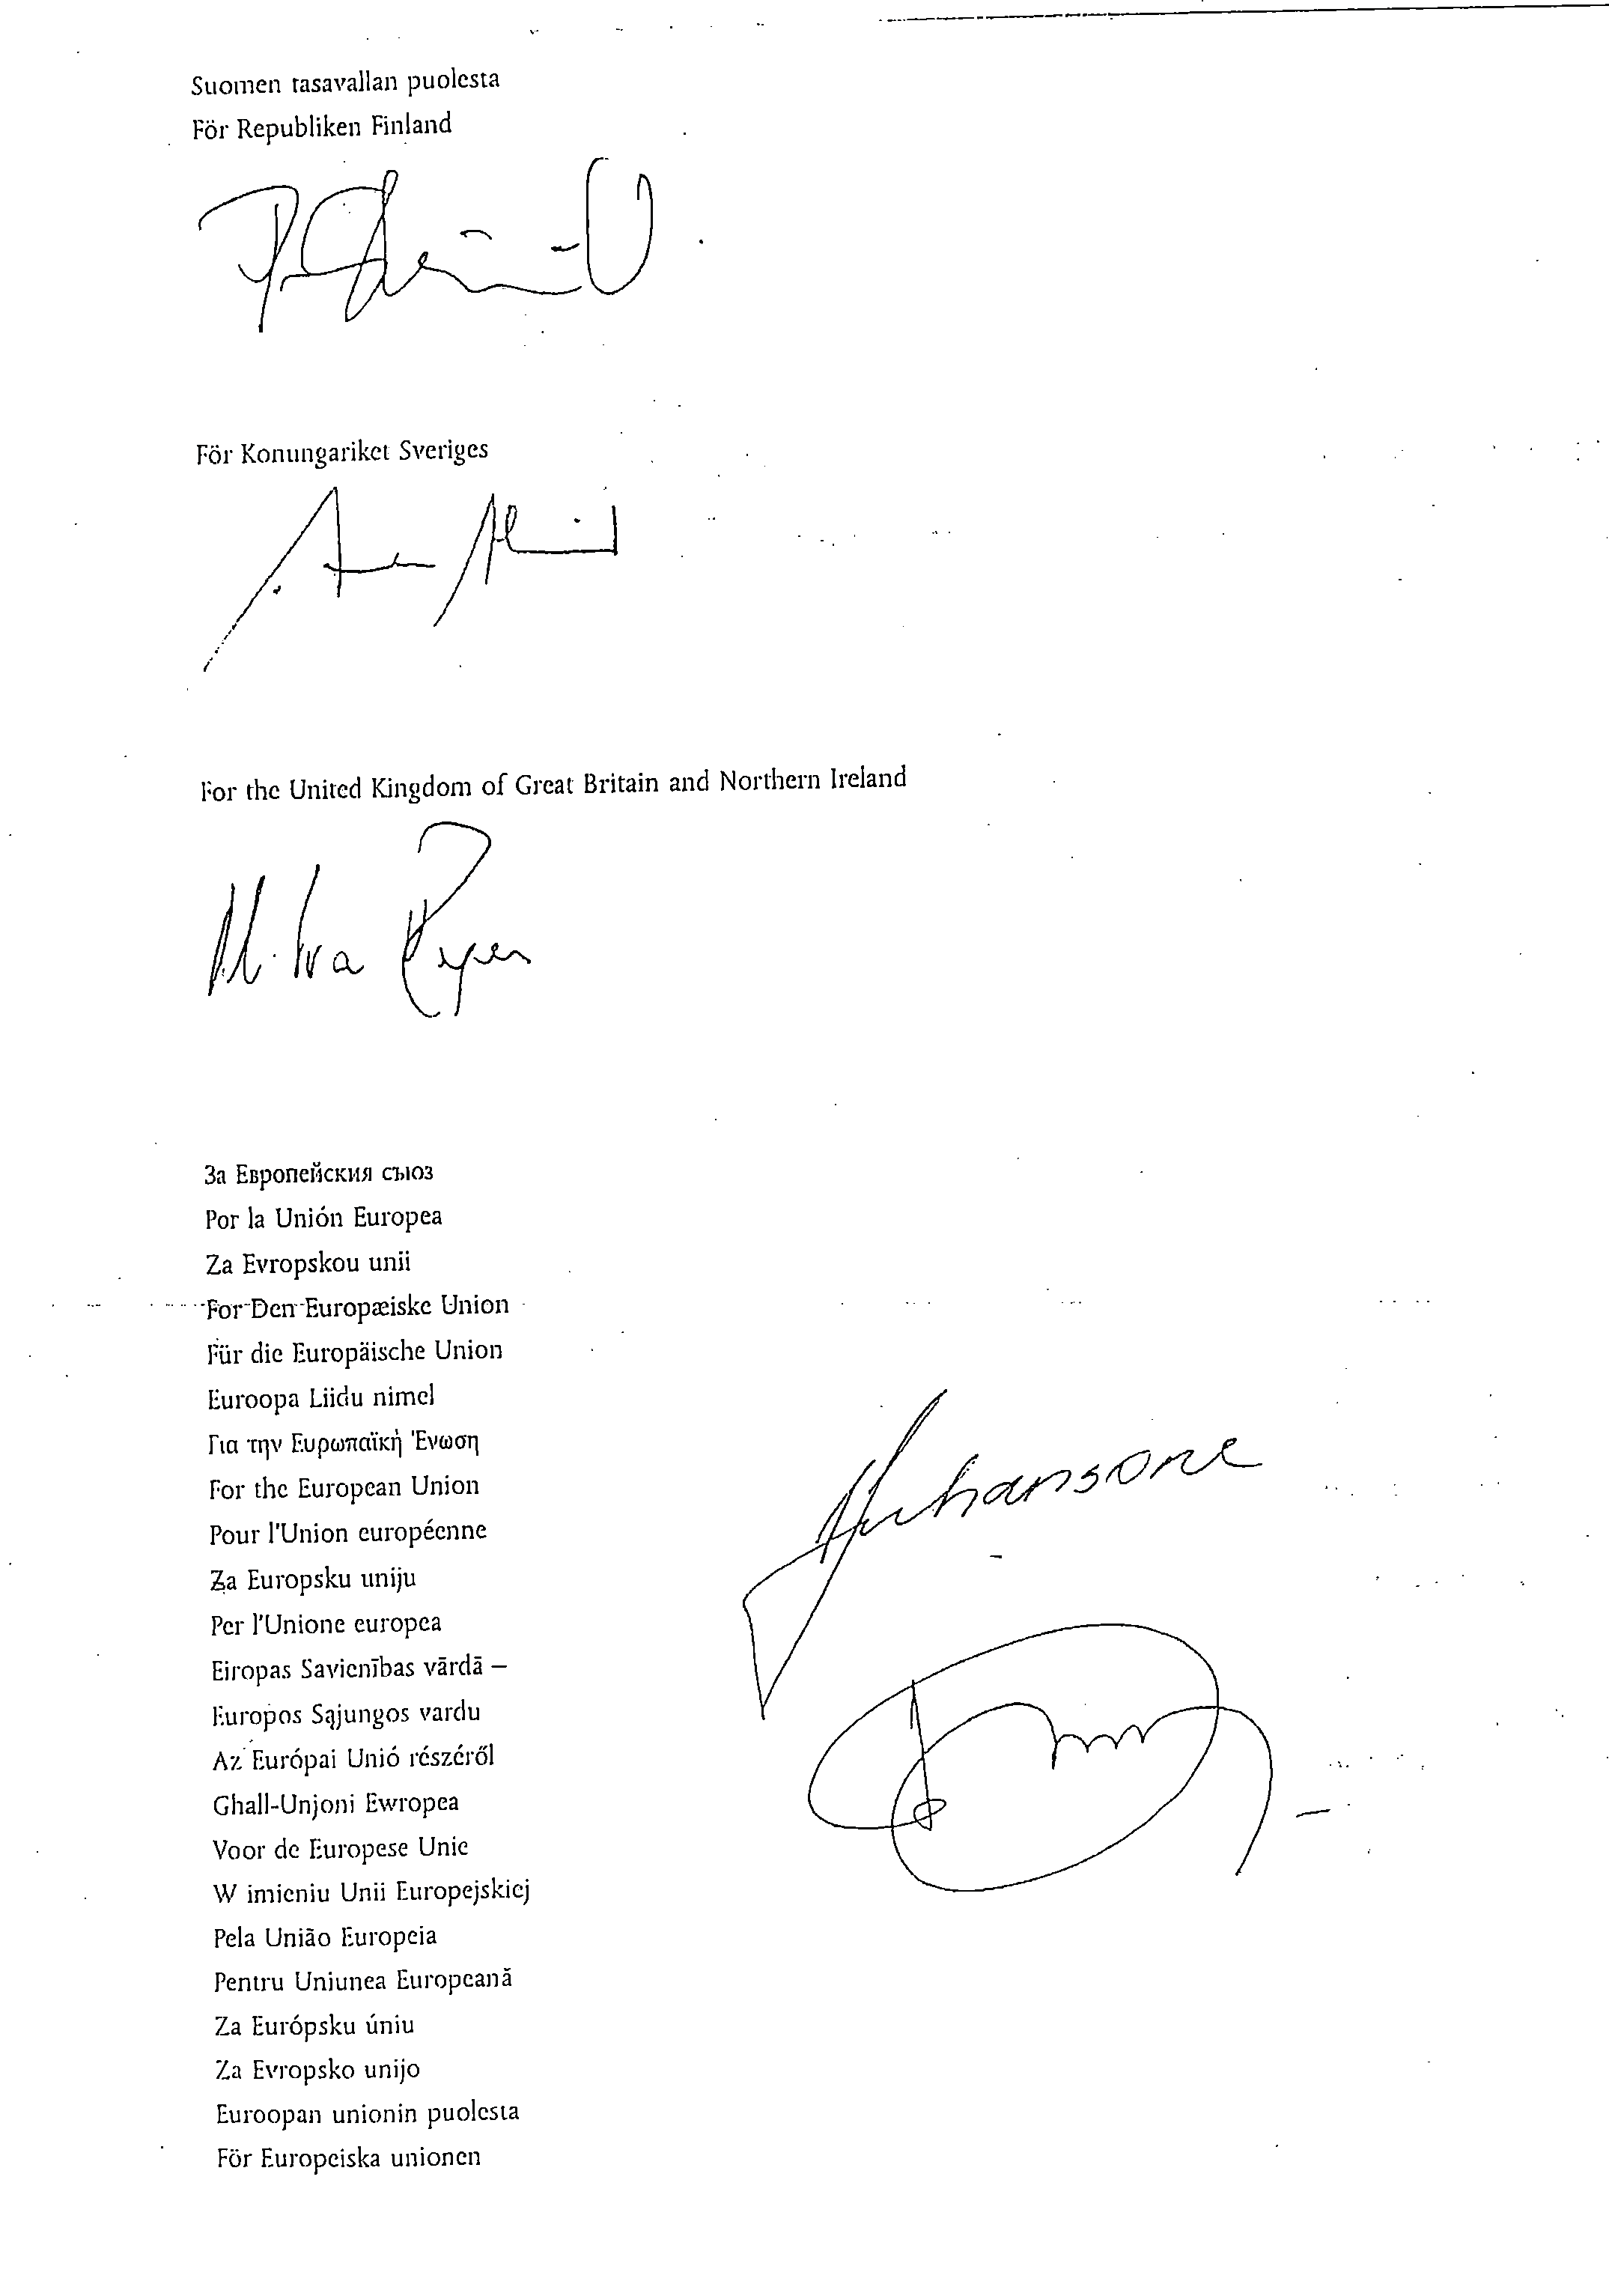 Suomen tasavallan puolesta
För Republiken Finland
För Konungariket Sveriges
For the United Kingdom of Great Britain and Northern Ireland
За Европейския съюз
Por la Unión Europea
Za Evropskou unii
For Den Europæiske Union
Für die Europäische Union
Euroopa Liidu nimel
Για την Ευρωπαϊκή Ένωση
For the European Union
Pour l'Union européenne
Za Europsku uniju
Per l'Unione europea
Eiropas Savienības vārdā –
Europos Sąjungos vardu
Az Európai Unió részéről
Għall-Unjoni Ewropea
Voor de Europese Unie
W imieniu Unii Europejskiej
Pela União Europeia
Pentru Uniunea Europeană
Za Európsku úniu
Za Evropsko unijo
Euroopan unionin puolesta
För Europeiska unionen